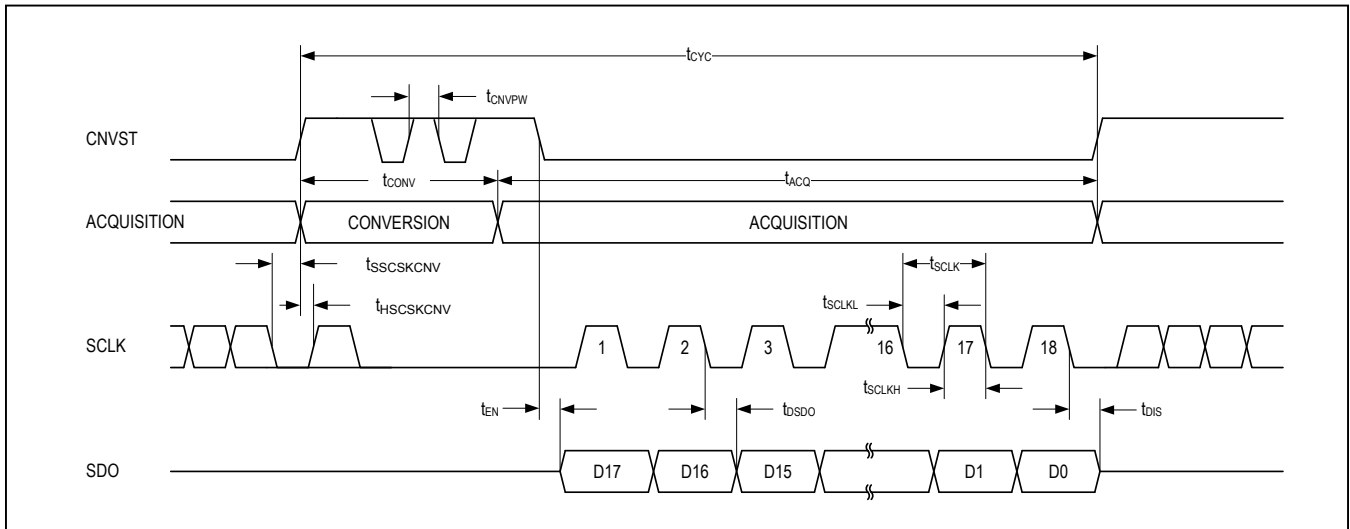 tCYC
tCNVPW
CNVST
tCONV
tACQ
ACQUISITION
CONVERSION
ACQUISITION
tSSCSKCNV
tSCLK
tHSCSKCNV
tSCLKL
SCLK
1 2 3 16 17 18
tSCLKH
tEN
tDSDO
tDIS
SDO
D17 D16 D15 D1 D0